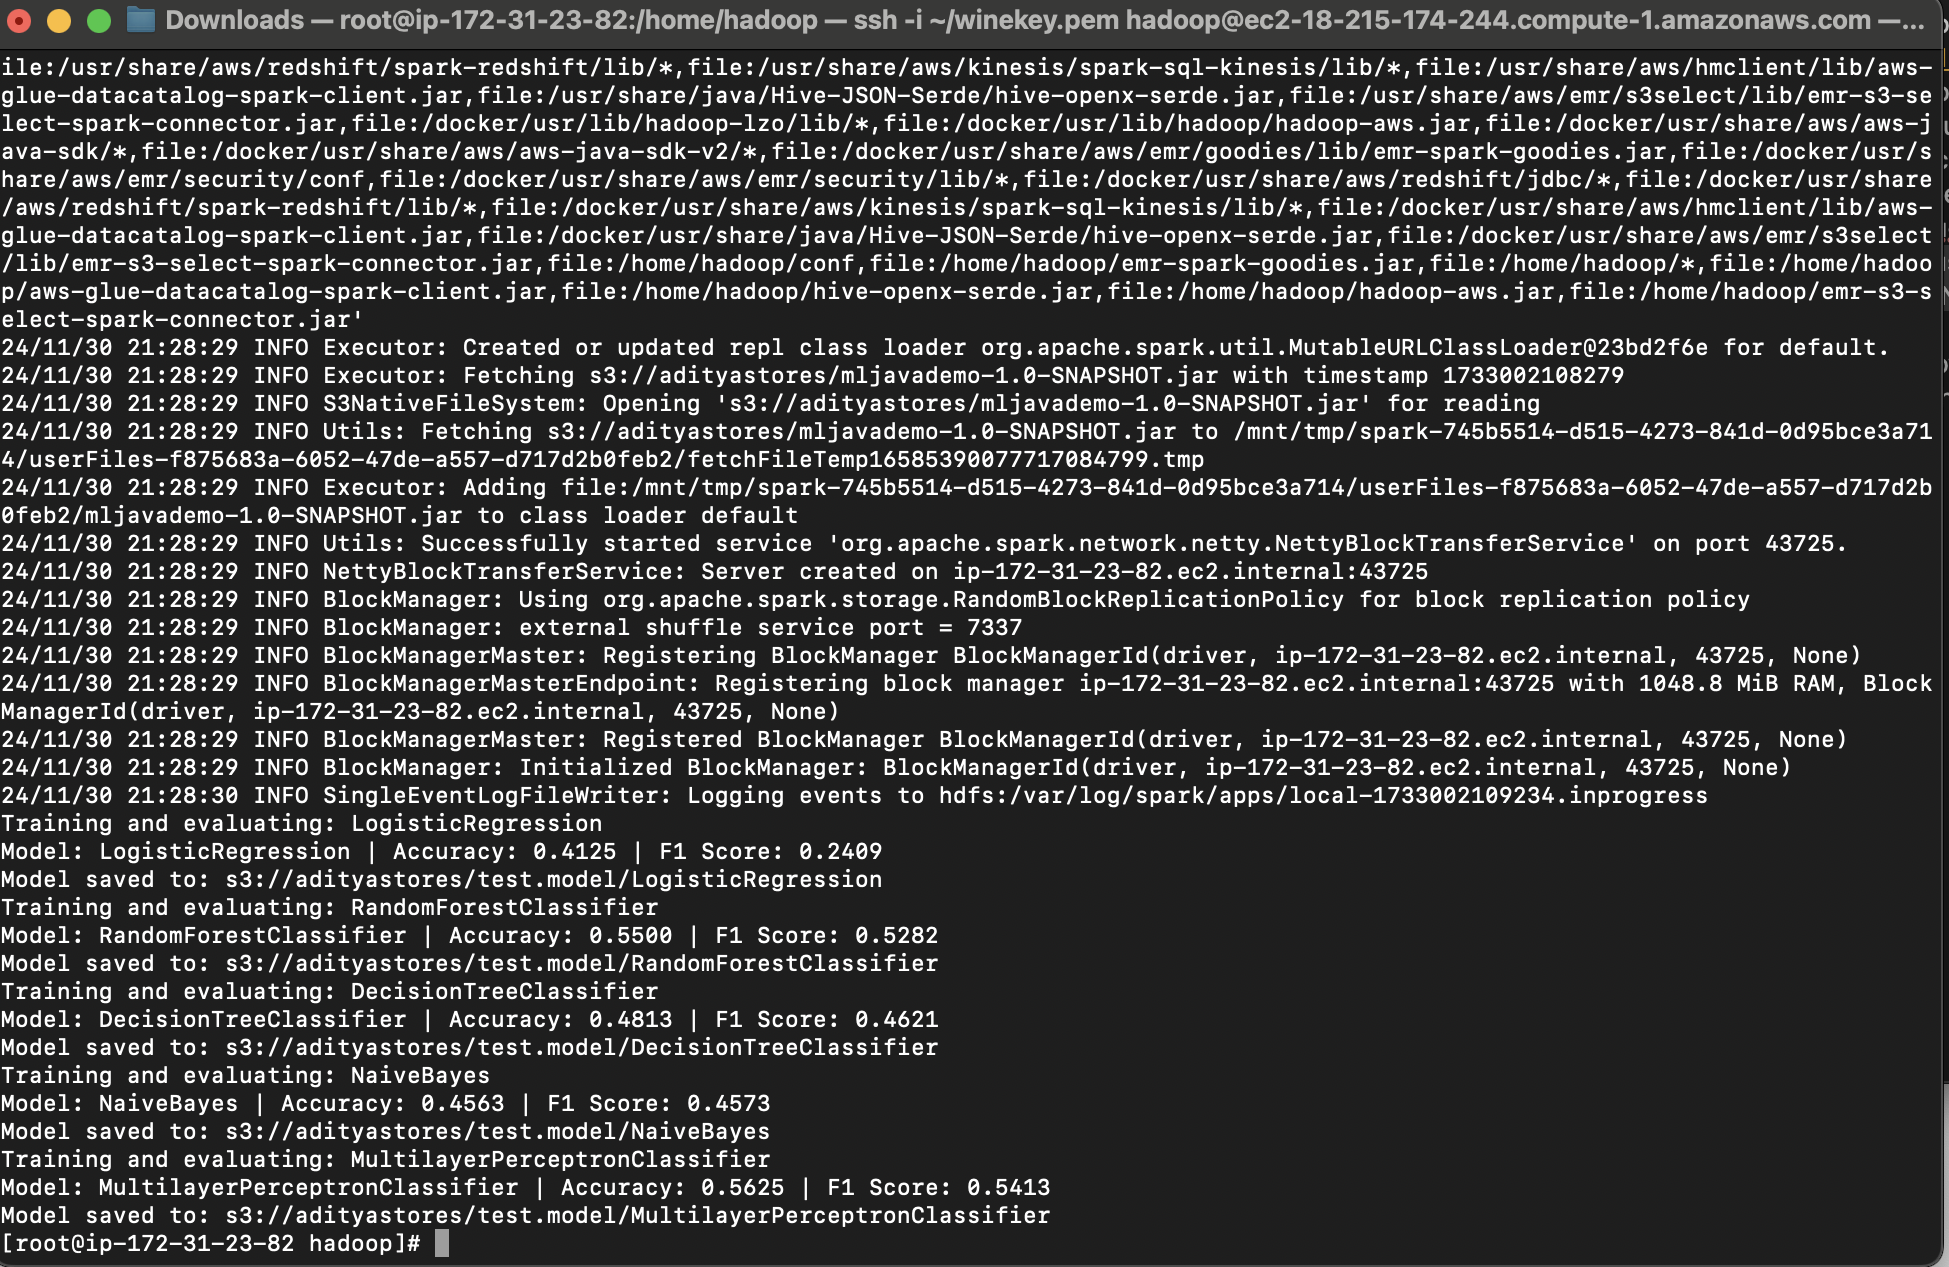 Downloads — root@ip-172-31-23-82:/home/hadoop — ssh -i ~/winekey.pem hadoop@ec2-18-215-174-244.compute-1.amazonaws.com —...
ile:/usr/share/aws/redshift/spark-redshift/lib/*,file:/usr/share/aws/kinesis/spark-sql-kinesis/lib/*,file:/usr/share/aws/hmclient/lib/aws-
glue-datacatalog-spark-client.jar,file:/usr/share/java/Hive-JSON-Serde/hive-openx-serde.jar,file:/usr/share/aws/emr/s3select/lib/emr-s3-se
lect-spark-connector.jar,file:/docker/usr/lib/hadoop-lzo/lib/*,file:/docker/usr/lib/hadoop/hadoop-aws.jar,file:/docker/usr/share/aws/aws-j
ava-sdk/*,file:/docker/usr/share/aws/aws-java-sdk-v2/*,file:/docker/usr/share/aws/emr/goodies/lib/emr-spark-goodies.jar,file:/docker/usr/s
hare/aws/emr/security/conf,file:/docker/usr/share/aws/emr/security/lib/*,file:/docker/usr/share/aws/redshift/jdbc/*,file:/docker/usr/share
/aws/redshift/spark-redshift/lib/*,file:/docker/usr/share/aws/kinesis/spark-sql-kinesis/lib/*,file:/docker/usr/share/aws/hmclient/lib/aws-
glue-datacatalog-spark-client.jar,file:/docker/usr/share/java/Hive-JSON-Serde/hive-openx-serde.jar,file:/docker/usr/share/aws/emr/s3select
/lib/emr-s3-select-spark-connector.jar,file:/home/hadoop/conf,file:/home/hadoop/emr-spark-goodies.jar,file:/home/hadoop/*,file:/home/hadoo
p/aws-glue-datacatalog-spark-client.jar,file:/home/hadoop/hive-openx-serde.jar,file:/home/hadoop/hadoop-aws.jar,file:/home/hadoop/emr-s3-s
elect-spark-connector.jar'
24/11/30 21:28:29 INFO Executor: Created or updated repl class loader org.apache.spark.util.MutableURLClassLoader@23bd2f6e for default.
24/11/30 21:28:29 INFO Executor: Fetching s3://adityastores/mljavademo-1.0-SNAPSHOT.jar with timestamp 1733002108279
24/11/30 21:28:29 INFO S3NativeFileSystem: Opening 's3://adityastores/mljavademo-1.0-SNAPSHOT.jar' for reading
24/11/30 21:28:29 INFO Utils: Fetching s3://adityastores/mljavademo-1.0-SNAPSHOT.jar to /mnt/tmp/spark-745b5514-d515-4273-841d-0d95bce3a71
4/userFiles-f875683a-6052-47de-a557-d717d2b0feb2/fetchFileTemp16585390077717084799.tmp
24/11/30 21:28:29 INFO Executor: Adding file:/mnt/tmp/spark-745b5514-d515-4273-841d-0d95bce3a714/userFiles-f875683a-6052-47de-a557-d717d2b
0feb2/mljavademo-1.0-SNAPSHOT.jar to class loader default
24/11/30 21:28:29 INFO Utils: Successfully started service 'org.apache.spark.network.netty.NettyBlockTransferService' on port 43725.
24/11/30 21:28:29 INFO NettyBlockTransferService: Server created on ip-172-31-23-82.ec2.internal:43725
24/11/30 21:28:29 INFO BlockManager: Using org.apache.spark.storage.RandomBlockReplicationPolicy for block replication policy
24/11/30 21:28:29 INFO BlockManager: external shuffle service port = 7337
24/11/30 21:28:29 INFO BlockManagerMaster: Registering BlockManager BlockManagerId(driver, ip-172-31-23-82.ec2.internal, 43725, None)
24/11/30 21:28:29 INFO BlockManagerMasterEndpoint: Registering block manager ip-172-31-23-82.ec2.internal:43725 with 1048.8 MiB RAM, Block
ManagerId(driver, ip-172-31-23-82.ec2.internal, 43725, None)
24/11/30 21:28:29 INFO BlockManagerMaster: Registered BlockManager BlockManagerId(driver, ip-172-31-23-82.ec2.internal, 43725, None)
24/11/30 21:28:29 INFO BlockManager: Initialized BlockManager: BlockManagerId(driver, ip-172-31-23-82.ec2.internal, 43725, None)
24/11/30 21:28:30 INFO SingleEventLogFileWriter: Logging events to hdfs:/var/log/spark/apps/local-1733002109234.inprogress
Training and evaluating: LogisticRegression
Model: LogisticRegression | Accuracy: 0.4125 | F1 Score: 0.2409
Model saved to: s3://adityastores/test.model/LogisticRegression
Training and evaluating: RandomForestClassifier
Model: RandomForestClassifier | Accuracy: 0.5500 | F1 Score: 0.5282
Model saved to: s3://adityastores/test.model/RandomForestClassifier
Training and evaluating: DecisionTreeClassifier
Model: DecisionTreeClassifier | Accuracy: 0.4813 | F1 Score: 0.4621
Model saved to: s3://adityastores/test.model/DecisionTreeClassifier
Training and evaluating: NaiveBayes
Model: NaiveBayes | Accuracy: 0.4563 | F1 Score: 0.4573
Model saved to: s3://adityastores/test.model/NaiveBayes
Training and evaluating: MultilayerPerceptronClassifier
Model: MultilayerPerceptronClassifier | Accuracy: 0.5625 | F1 Score: 0.5413
Model saved to: s3://adityastores/test.model/MultilayerPerceptronClassifier
[root@ip-172-31-23-82 hadoop]#